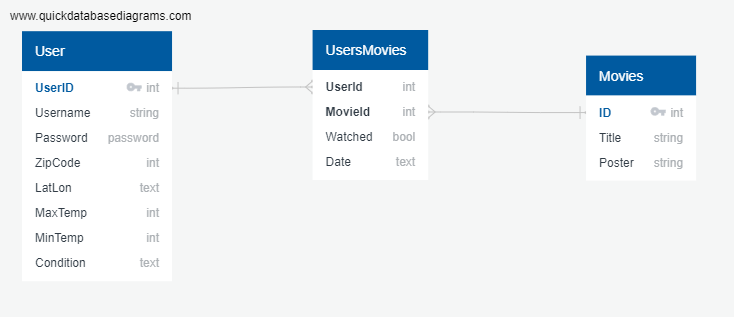 www.quickdatabasediagrams.com
User
UserID int
Username string
Password password
ZipCode int
LatLon text
MaxTemp int
MinTemp int
Condition text
UsersMovies
UserId int
MovieId int
Watched bool
Date text
Movies
ID int
Title string
Poster string